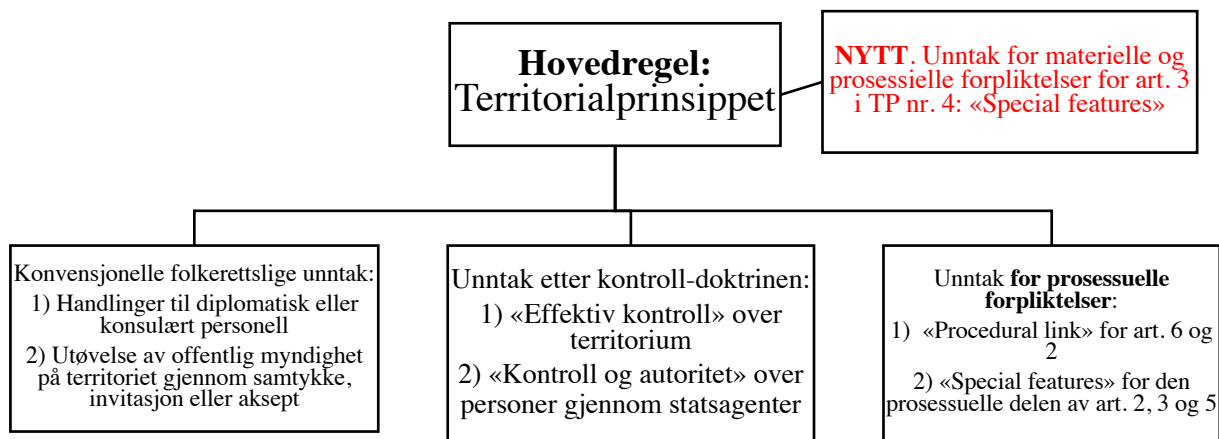 Hovedregel:
Territorialprinsippet
NYTT. Unntak for materielle og
prosessielle forpliktelser for art. 3
i TP nr. 4: «Special features»
Konvensjonelle folkerettslige unntak:
1) Handlinger til diplomatisk eller
konsulært personell
2) Utøvelse av offentlig myndighet
på territoriet gjennom samtykke,
invitasjon eller aksept
Unntak etter kontroll-doktrinen:
1) «Effektiv kontroll» over
territorium
2) «Kontroll og autoritet» over
personer gjennom statsagenter
Unntak for prosessuelle
forpliktelser:
1) «Procedural link» for art. 6 og
2
2) «Special features» for den
prosessuelle delen av art. 2, 3 og 5